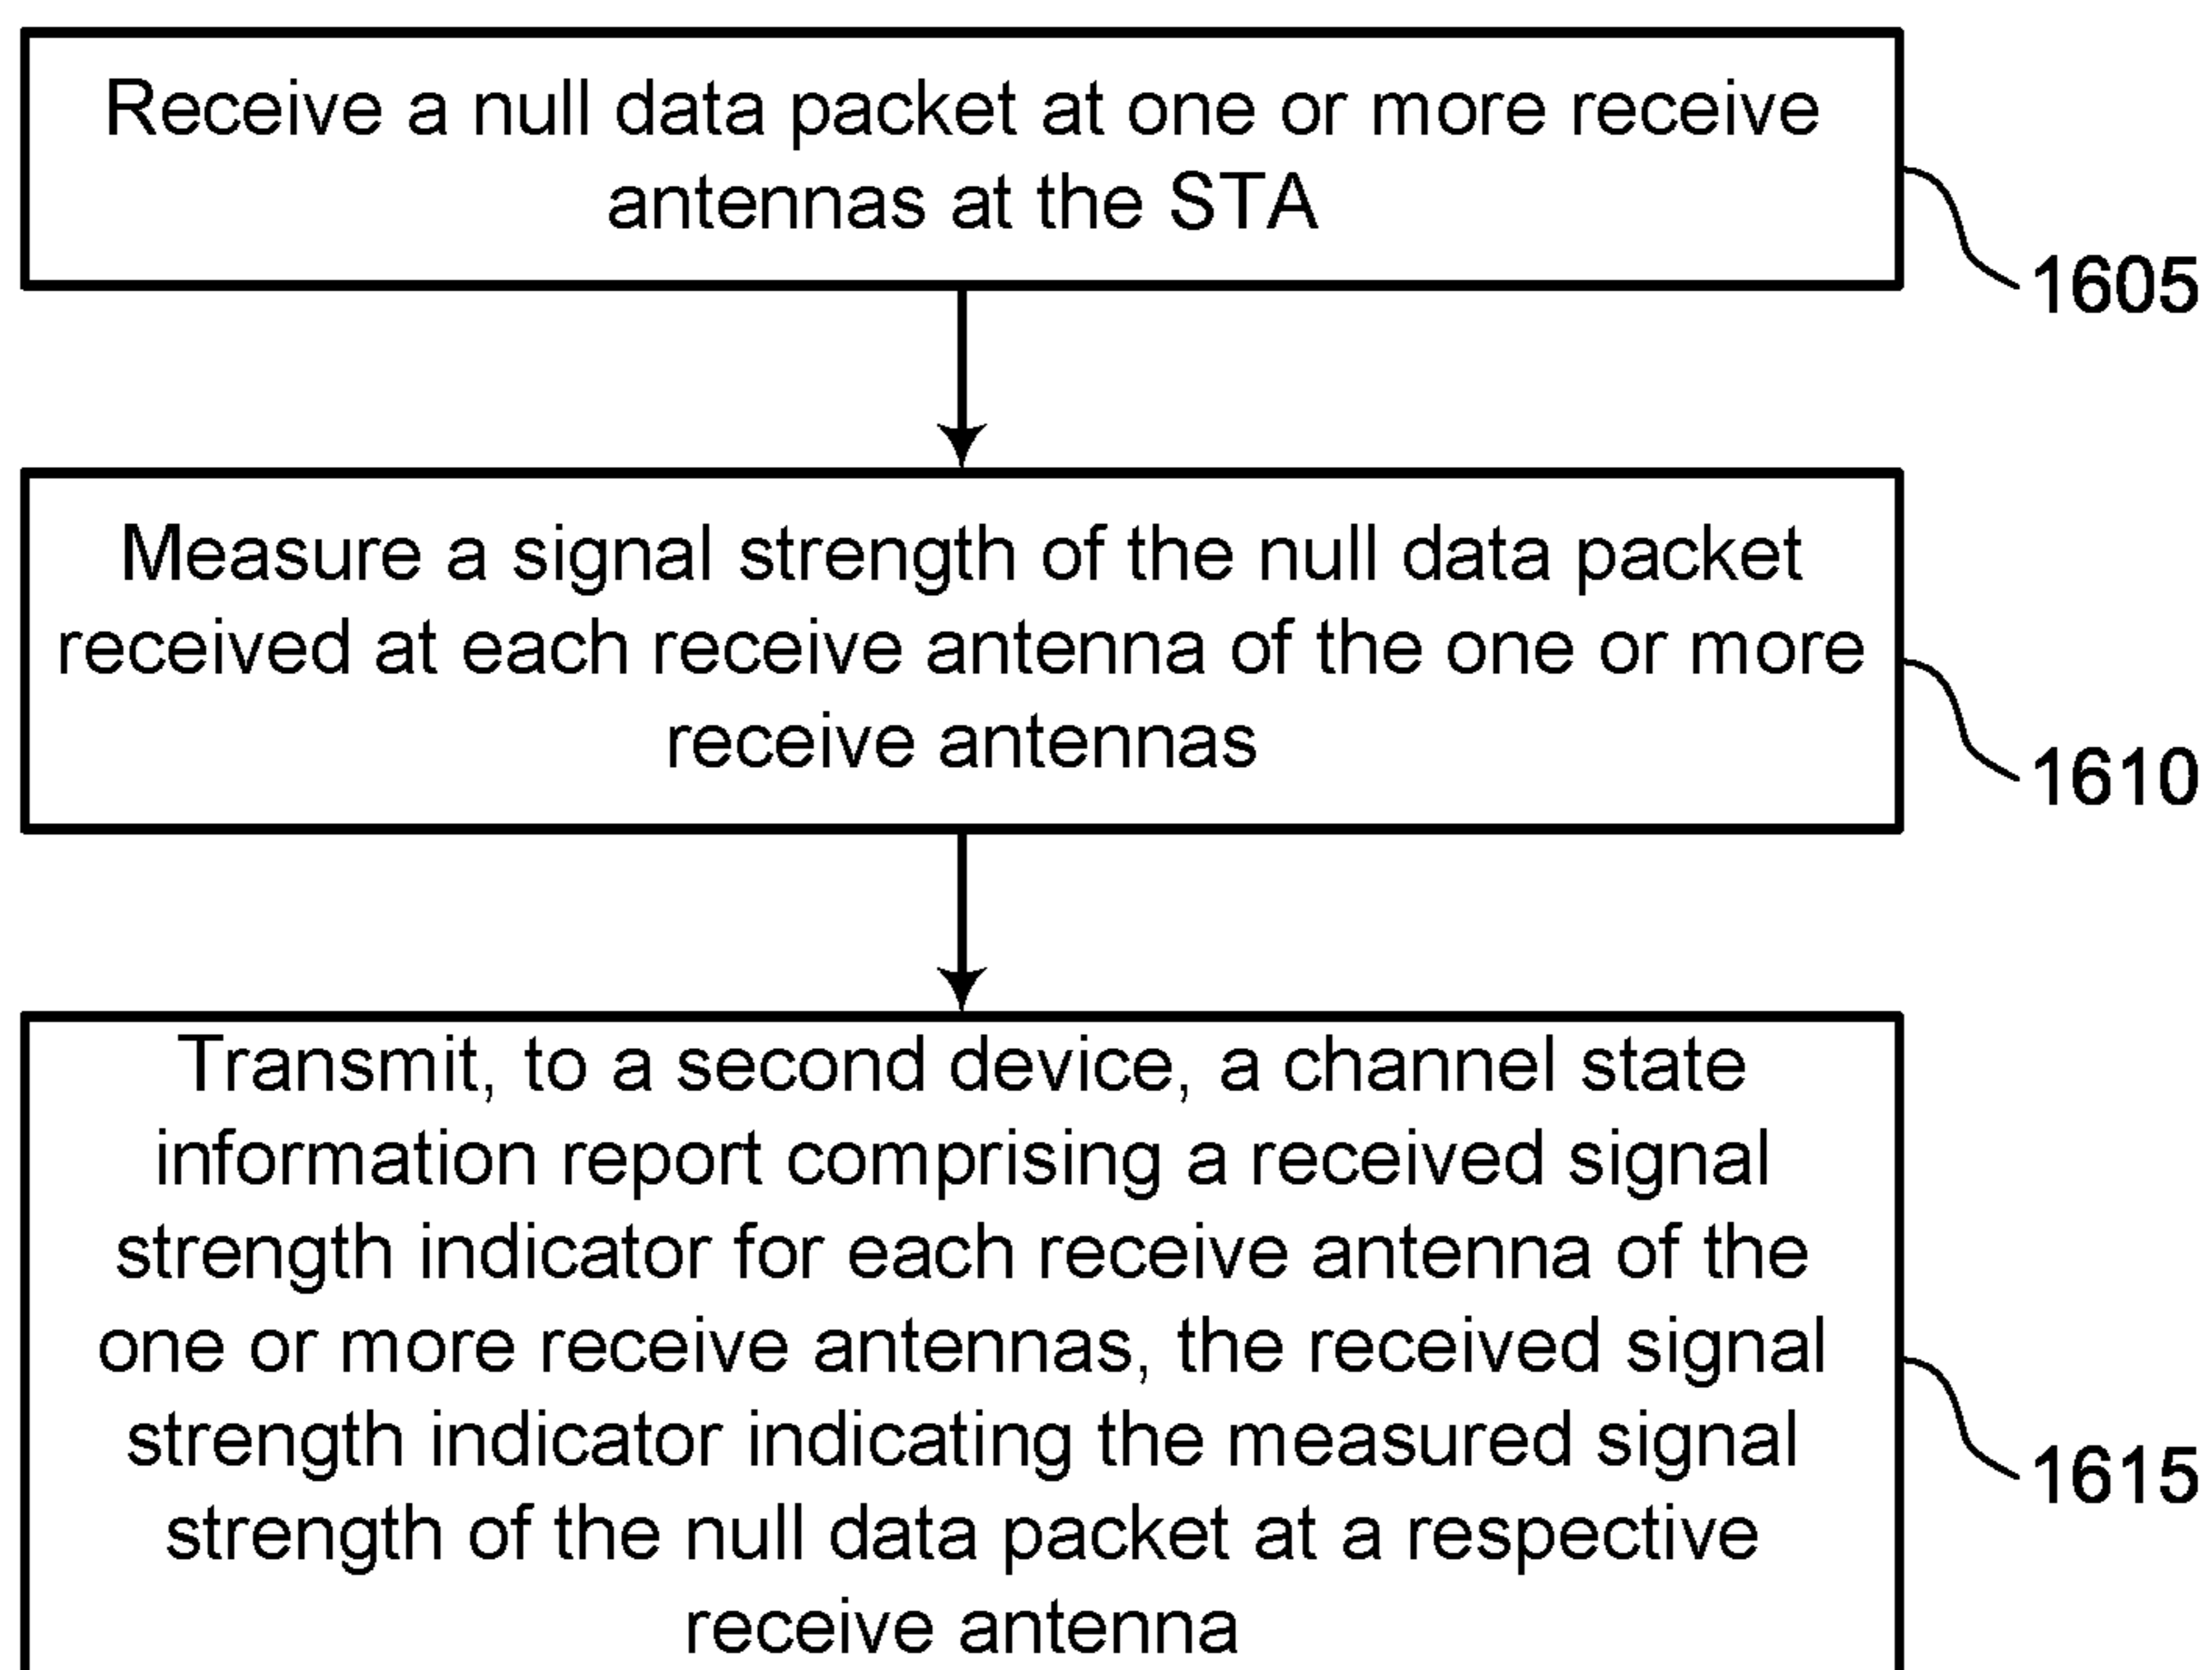 Receive a null data packet at one or more receive
antennas at the STA
1605
Measure a signal strength of the null data packet
received at each receive antenna of the one or more
receive antennas
1610
Transmit, to a second device, a channel state
information report comprising a received signal
strength indicator for each receive antenna of the
one or more receive antennas, the received signal
strength indicator indicating the measured signal
strength of the null data packet at a respective
receive antenna
1615